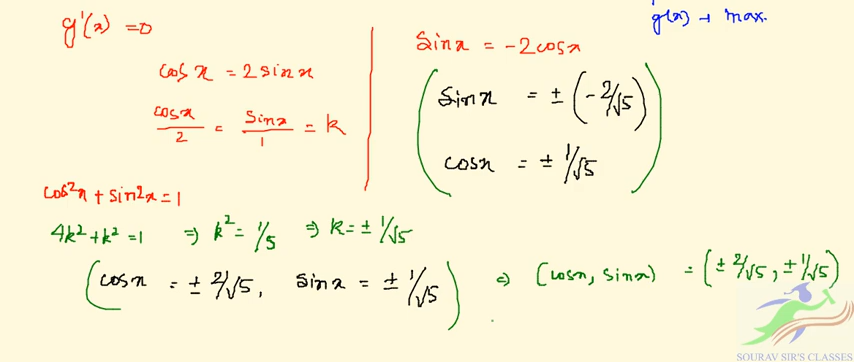 g(x) → max.
g'(x) = 0
cos x = 2 sin x
cos x / 2 = sin x / 1 = k
cos²x + sin²x = 1
4k² + k² = 1 ⇒ k² = 1/5 ⇒ k = ± 1/√5
(cos x = ± 2/√5, sin x = ± 1/√5) ⇒ (cos x, sin x) = (± 2/√5, ± 1/√5)
sin x = -2 cos x
(sin x = ± (-2/√5)
cos x = ± 1/√5)
SOURAV SIR'S CLASSES